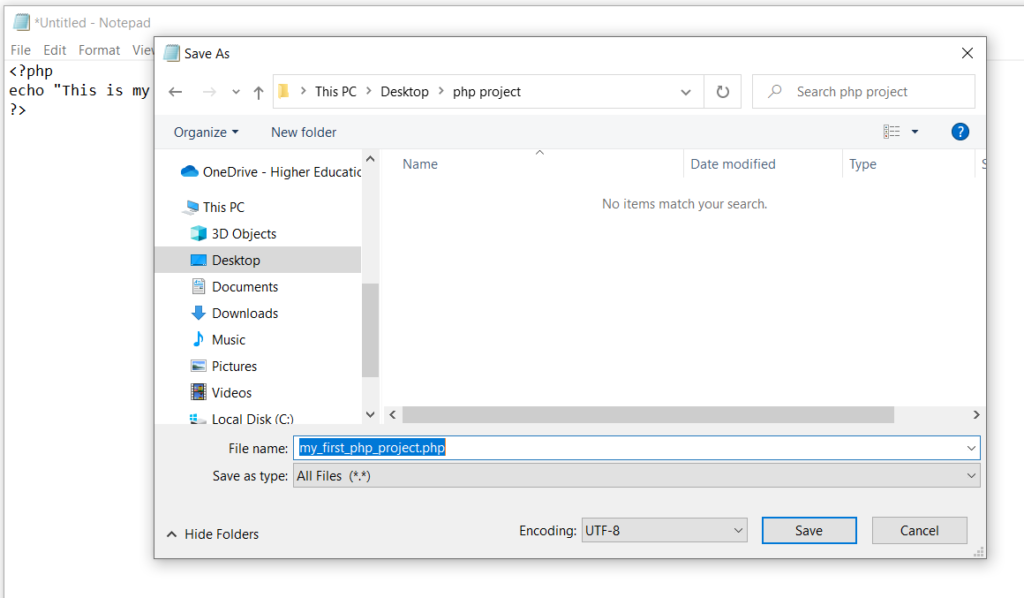 *Untitled - Notepad
File Edit Format View
<?php
echo "This is my
?>
Save As
This PC > Desktop > php project
Search php project
Organize
New folder
?
OneDrive - Higher Educatic
This PC
3D Objects
Desktop
Documents
Downloads
Music
Pictures
Videos
Local Disk (C:)
Name Date modified Type S
No items match your search.
File name: my_first_php_project.php
Save as type: All Files (*.*)
Hide Folders
Encoding: UTF-8
Save
Cancel